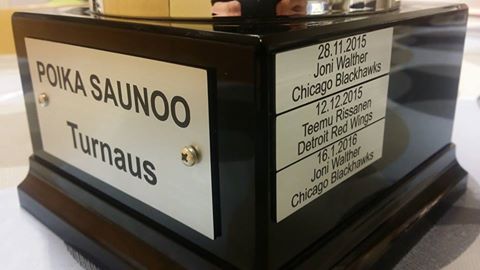 POIKA SAUNOO
Turnaus
28.11.2015
Joni Walther
Chicago Blackhawks
12.12.2015
Teemu Rissanen
Detroit Red Wings
16.1.2016
Joni Walther
Chicago Blackhawks